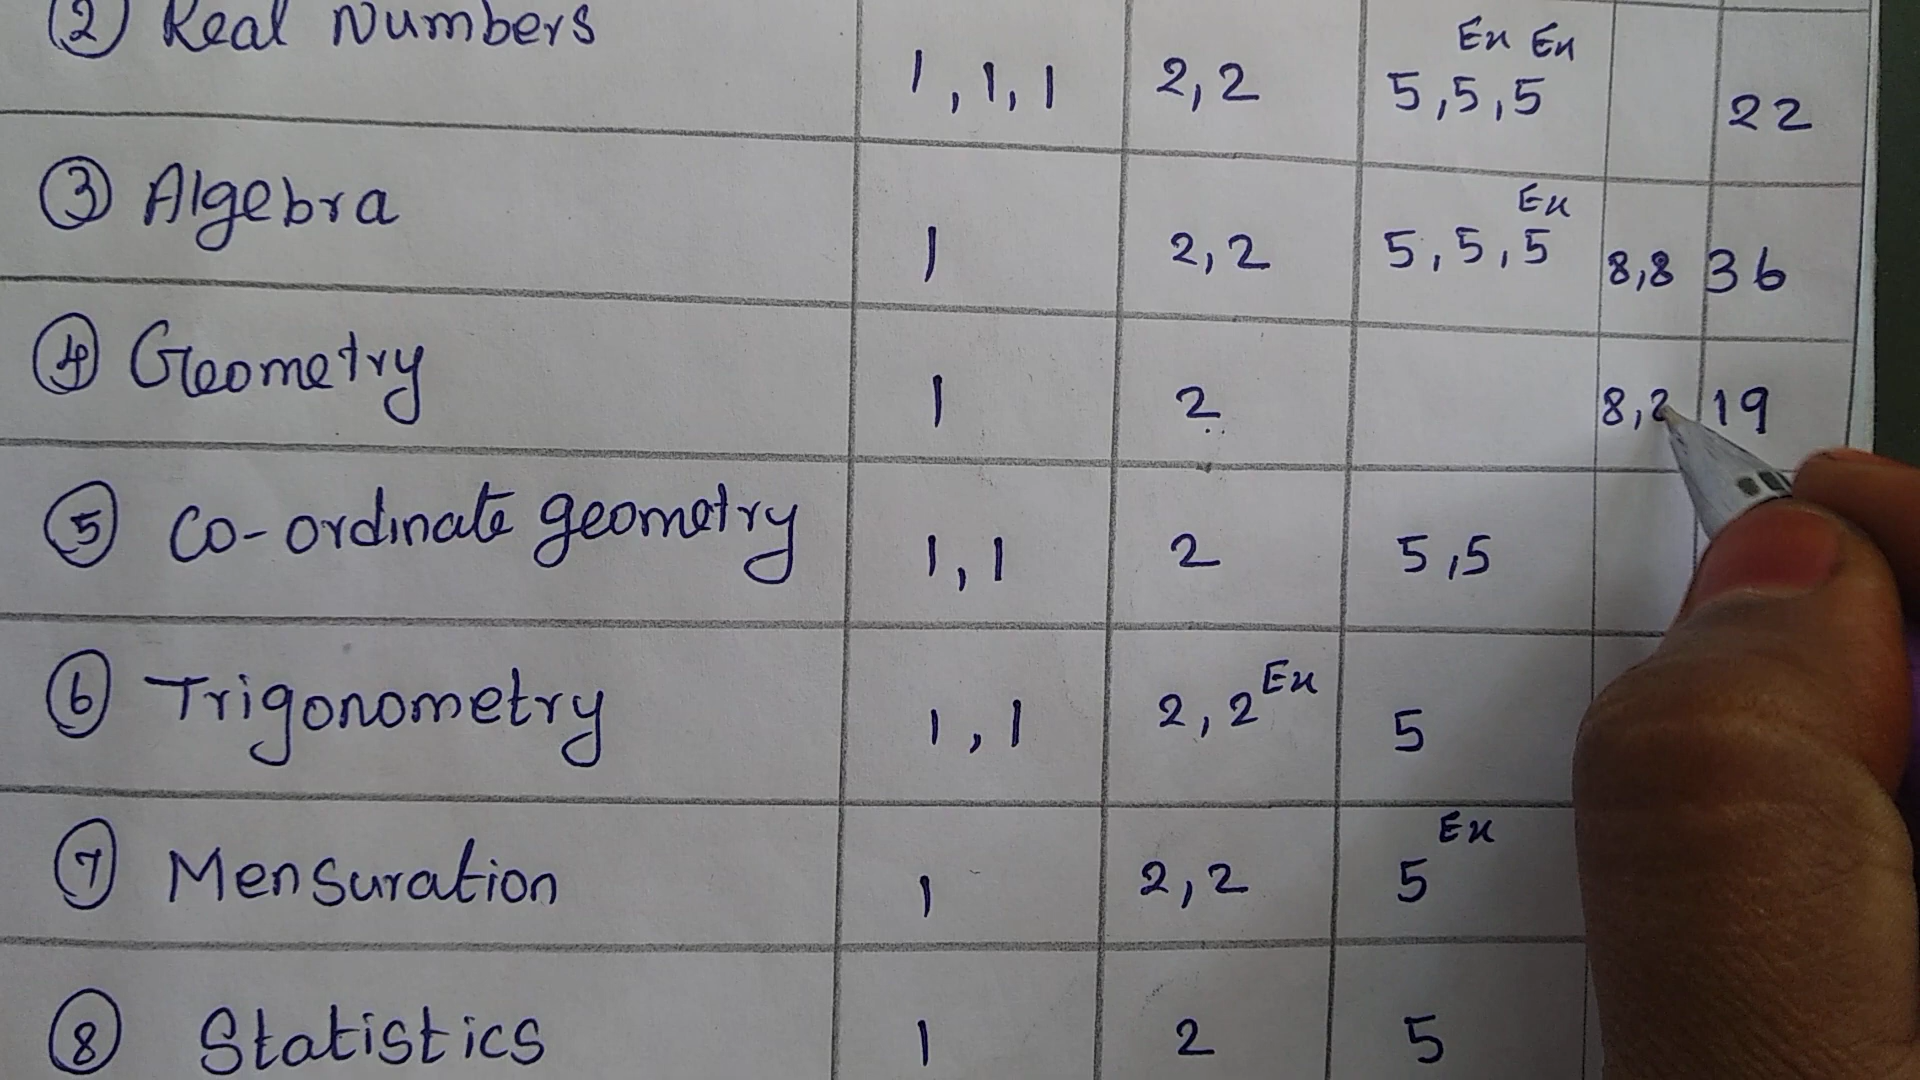 ② Real Numbers 1, 1, 1 2, 2 Ex Ex 5, 5, 5 22
③ Algebra 1 2, 2 Ex 5, 5, 5 8, 8 36
④ Geometry 1 2 8, 19
⑤ Co-ordinate geometry 1, 1 2 5, 5
⑥ Trigonometry 1, 1 2, 2 Ex 5
⑦ Mensuration 1 2, 2 Ex 5
⑧ Statistics 1 2 5